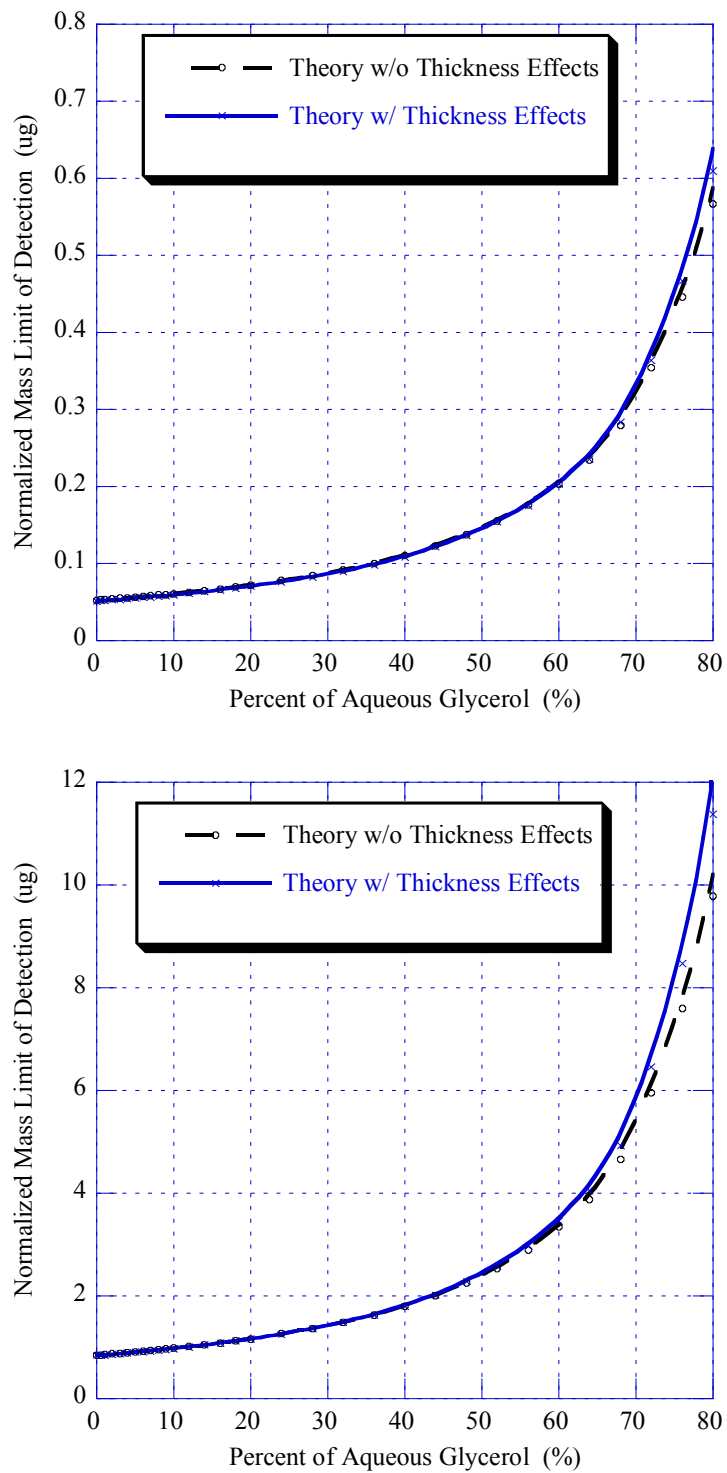 0.8
Theory w/o Thickness Effects
0.7
Theory w/ Thickness Effects
0.6
0.5
0.4
0.3
0.2
0.1
0
Normalized Mass Limit of Detection (ug)
0 10 20 30 40 50 60 70 80
Percent of Aqueous Glycerol (%)
12
Theory w/o Thickness Effects
Theory w/ Thickness Effects
10
8
6
4
2
0
Normalized Mass Limit of Detection (ug)
0 10 20 30 40 50 60 70 80
Percent of Aqueous Glycerol (%)